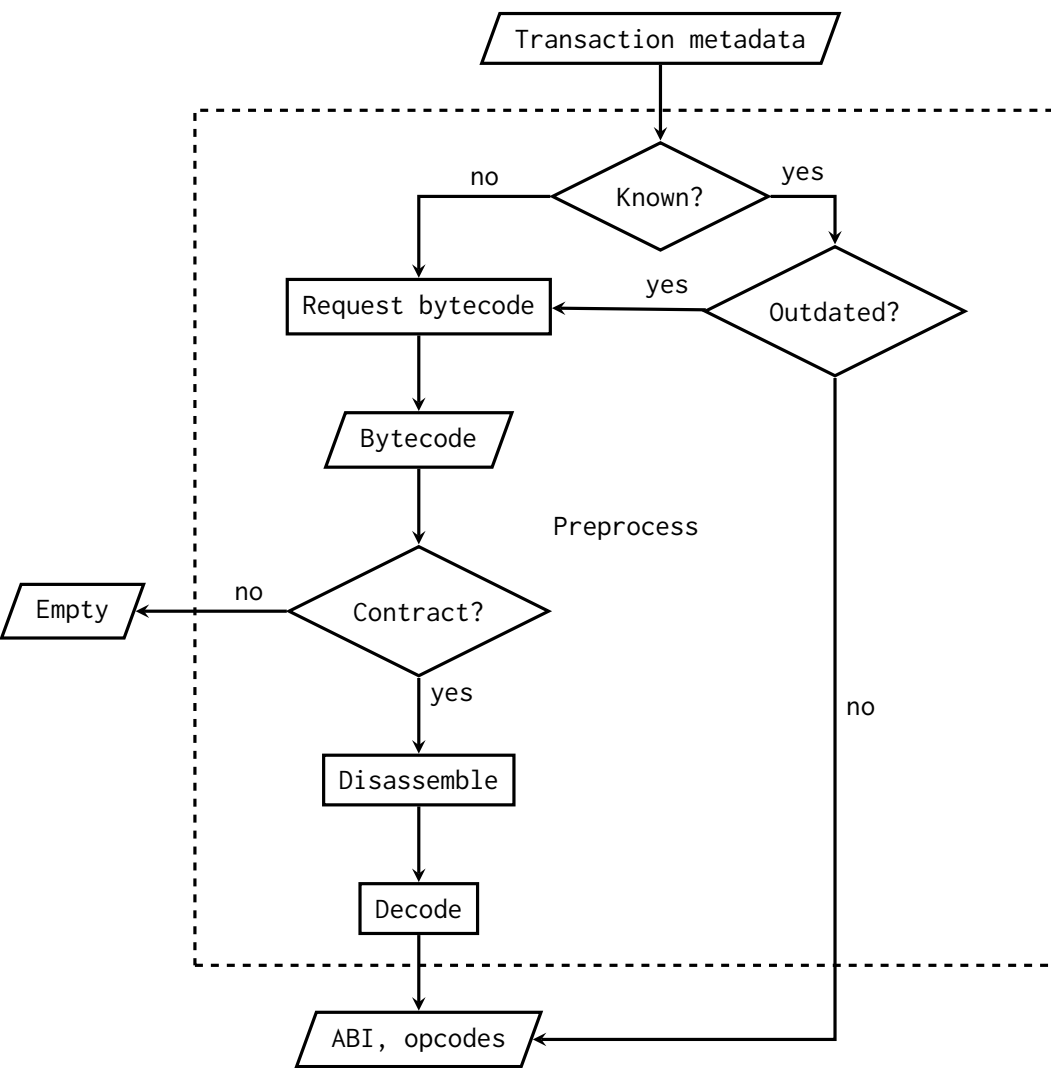 Transaction metadata
no
Known?
yes
Request bytecode
yes
Outdated?
Bytecode
Preprocess
Empty
no
Contract?
yes
no
Disassemble
Decode
ABI, opcodes